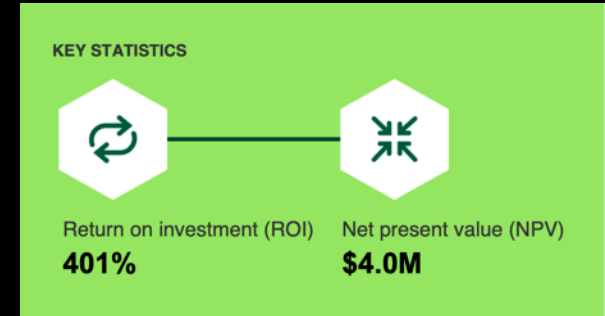 KEY STATISTICS
Return on investment (ROI)
401%
Net present value (NPV)
$4.0M